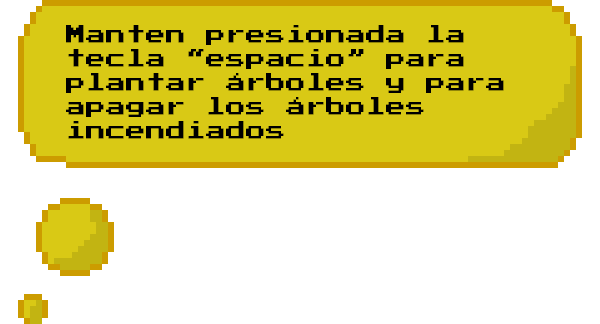 Manten presionada la
tecla “espacio” para
plantar árboles y para
apagar los árboles
incendiados